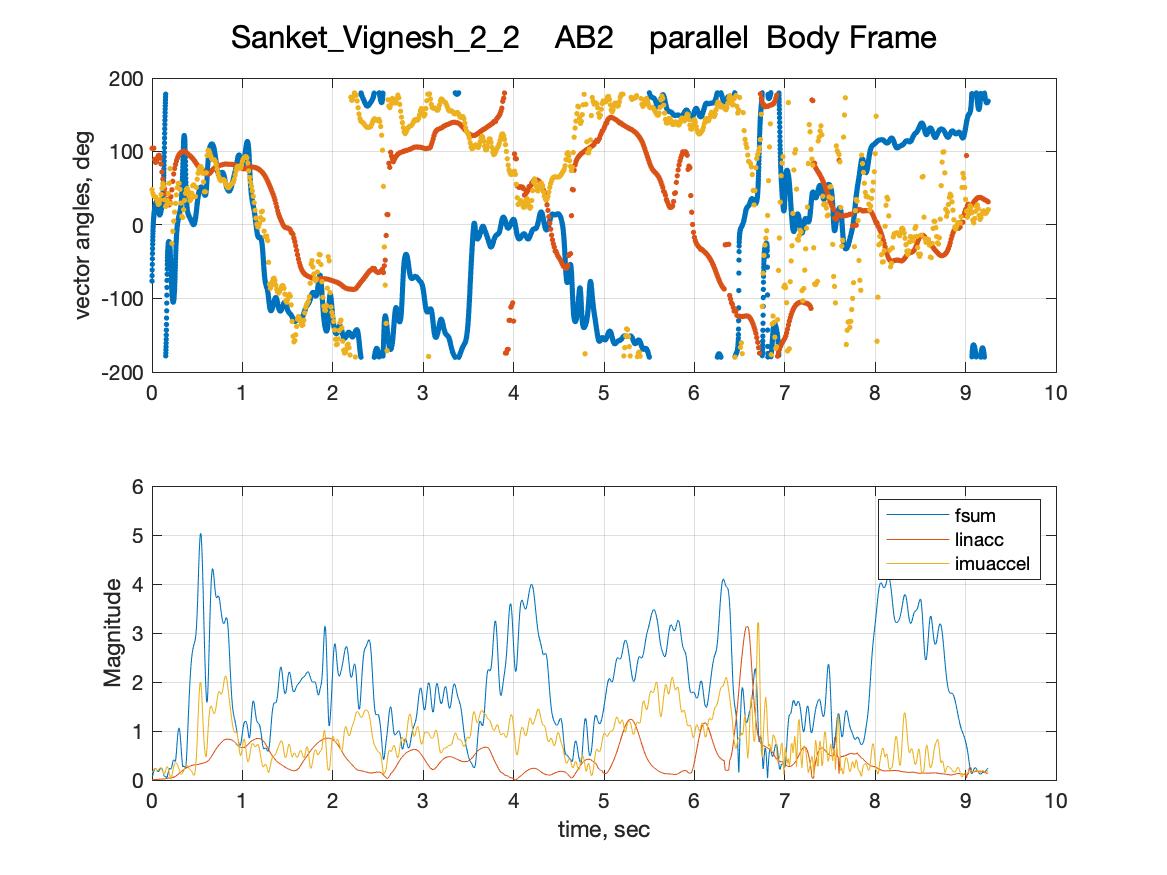 Sanket_Vignesh_2_2 AB2 parallel Body Frame
200
100
0
-100
-200
vector angles, deg
0 1 2 3 4 5 6 7 8 9 10
6
5
4
3
2
1
0
Magnitude
fsum
linacc
imuaccel
0 1 2 3 4 5 6 7 8 9 10
time, sec